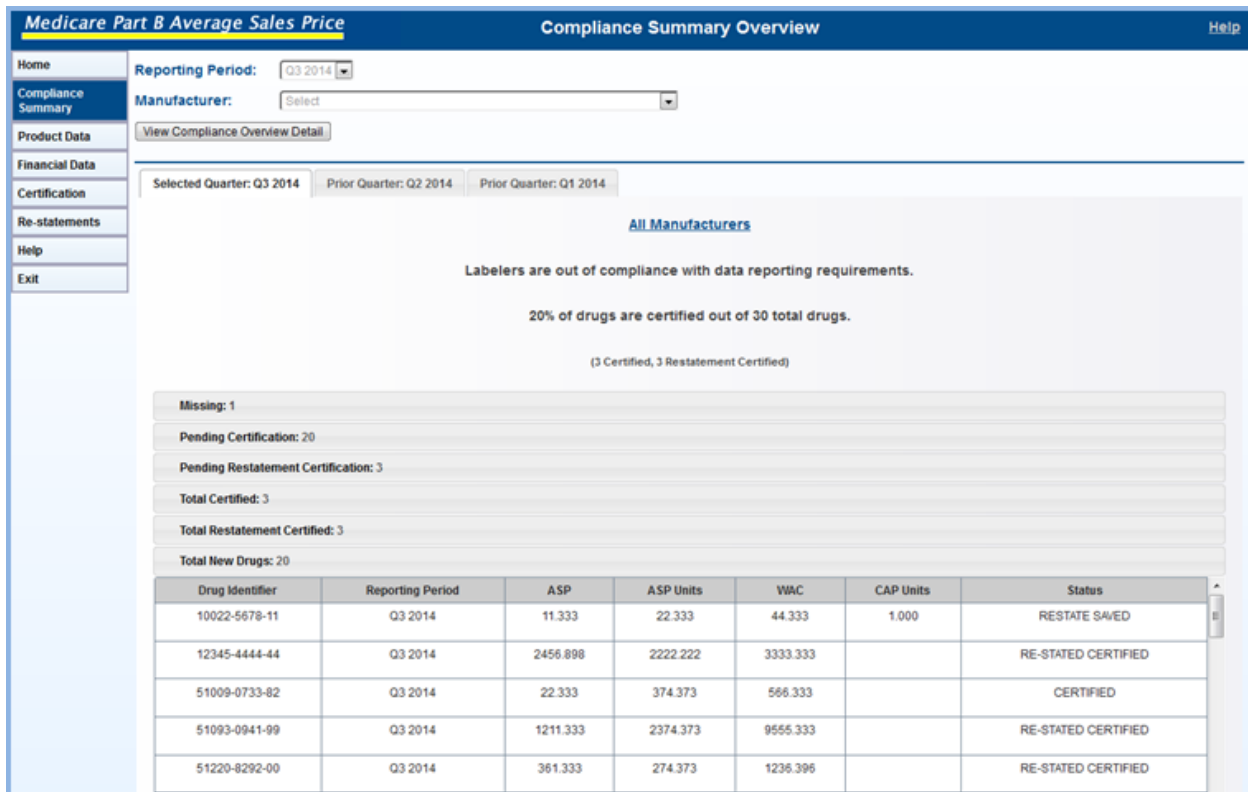 Medicare Part B Average Sales Price Compliance Summary Overview Help
Home
Compliance
Summary
Product Data
Financial Data
Certification
Re-statements
Help
Exit
Reporting Period: Q3 2014
Manufacturer: Select
View Compliance Overview Detail
Selected Quarter: Q3 2014 Prior Quarter: Q2 2014 Prior Quarter: Q1 2014
All Manufacturers
Labelers are out of compliance with data reporting requirements.
20% of drugs are certified out of 30 total drugs.
(3 Certified, 3 Restatement Certified)
Missing: 1
Pending Certification: 20
Pending Restatement Certification: 3
Total Certified: 3
Total Restatement Certified: 3
Total New Drugs: 20
Drug Identifier Reporting Period ASP ASP Units WAC CAP Units Status
10022-5678-11 Q3 2014 11.333 22.333 44.333 1.000 RESTATE SAVED
12345-4444-44 Q3 2014 2456.898 2222.222 3333.333 RE-STATED CERTIFIED
51009-0733-82 Q3 2014 22.333 374.373 566.333 CERTIFIED
51093-0941-99 Q3 2014 1211.333 2374.373 9555.333 RE-STATED CERTIFIED
51220-8292-00 Q3 2014 361.333 274.373 1236.396 RE-STATED CERTIFIED